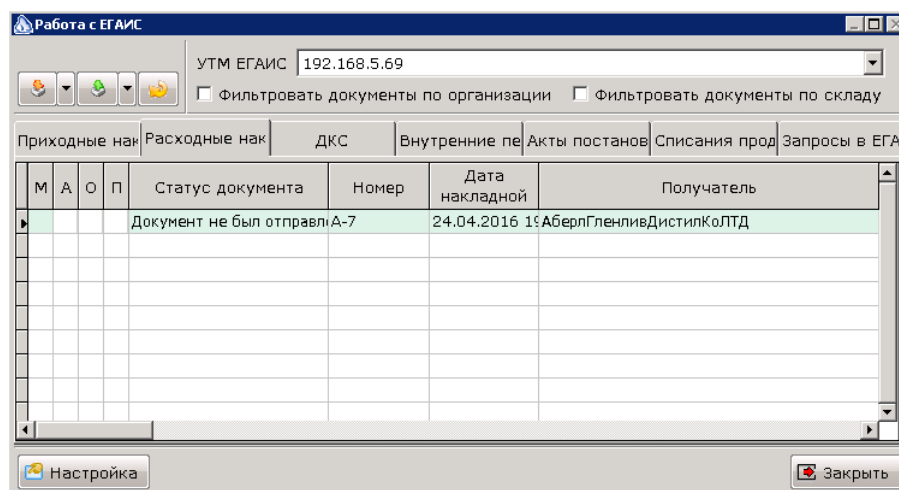 Работа с ЕГАИС
УТМ ЕГАИС 192.168.5.69
Фильтровать документы по организации Фильтровать документы по складу
Приходные нак Расходные нак ДКС Внутренние пе Акты постанов Списания прод Запросы в ЕГА
М А О П Статус документа Номер Дата накладной Получатель
Документ не был отправл А-7 24.04.2016 19 АберлГленливДистилКоЛТД
Настройка Закрыть